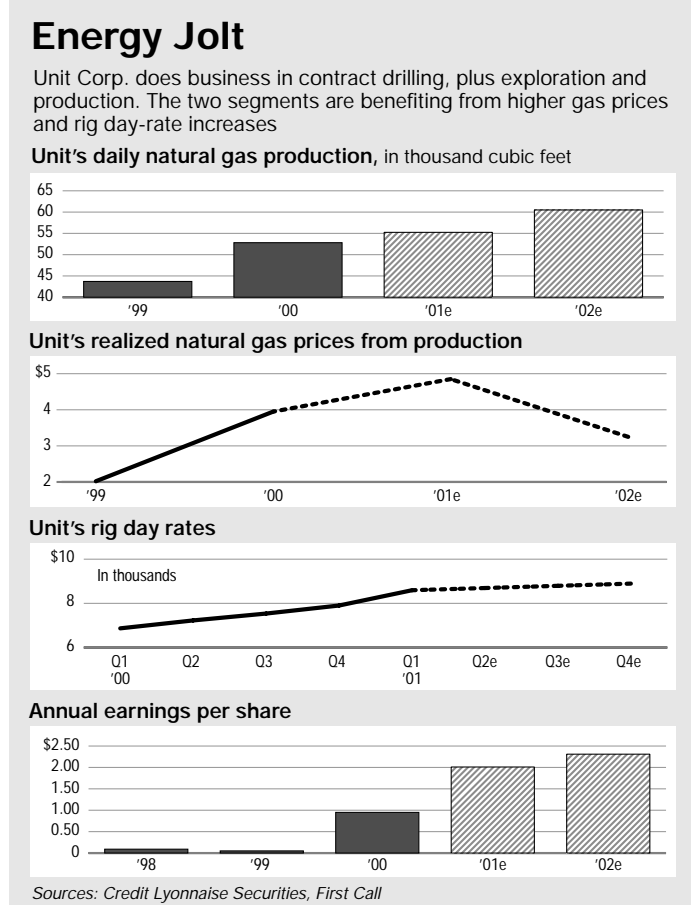 Energy Jolt
Unit Corp. does business in contract drilling, plus exploration and
production. The two segments are benefiting from higher gas prices
and rig day-rate increases
Unit's daily natural gas production, in thousand cubic feet
65
60
55
50
45
40
'99 '00 '01e '02e
Unit's realized natural gas prices from production
$5
4
3
2
'99 '00 '01e '02e
Unit's rig day rates
$10
In thousands
8
6
Q1 Q2 Q3 Q4 Q1 Q2e Q3e Q4e
'00 '01
Annual earnings per share
$2.50
2.00
1.50
1.00
0.50
0
'98 '99 '00 '01e '02e
Sources: Credit Lyonnaise Securities, First Call